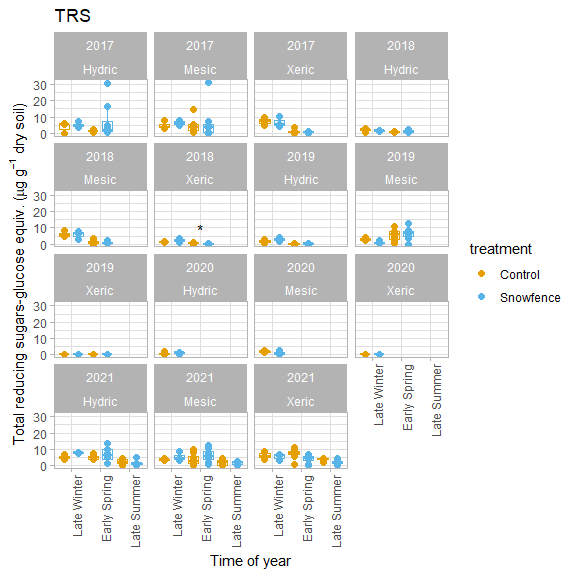 TRS
2017 2017 2017 2018
Hydric Mesic Xeric Hydric
30
20
10
0
2018 2018 2019 2019
Mesic Xeric Hydric Mesic
30
20
10
0
*
2019 2020 2020 2020
Xeric Hydric Mesic Xeric
30
20
10
0
2021 2021 2021
Hydric Mesic Xeric
30
20
10
0
Late Winter Early Spring Late Summer
Late Winter Early Spring Late Summer
Late Winter Early Spring Late Summer
Late Winter Early Spring Late Summer
Time of year
Total reducing sugars-glucose equiv. (μg g⁻¹ dry soil)
treatment
Control
Snowfence